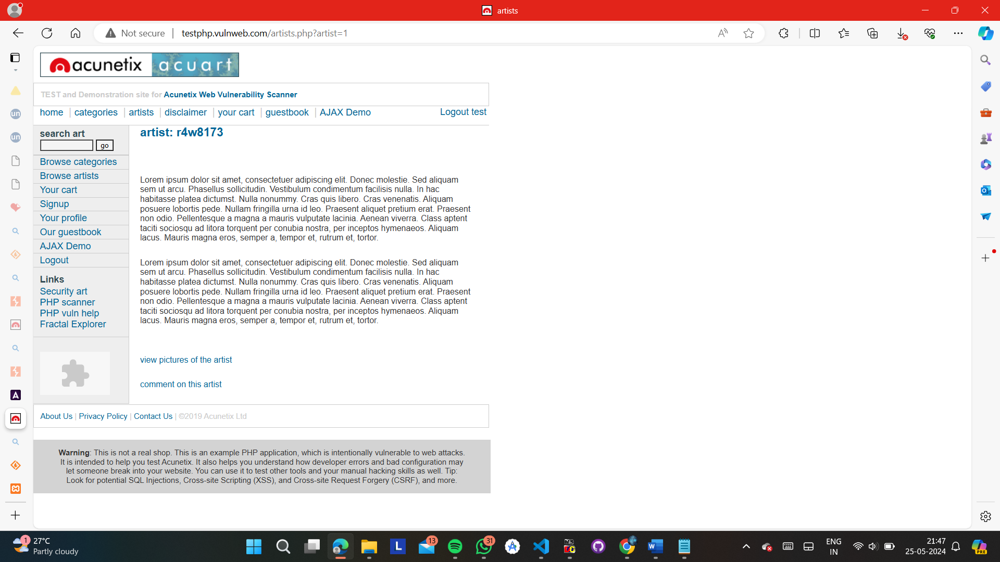 artists
Not secure
testphp.vulnweb.com/artists.php?artist=1
acunetix acuart
TEST and Demonstration site for Acunetix Web Vulnerability Scanner
home | categories | artists | disclaimer | your cart | guestbook | AJAX Demo
Logout test
search art
go
Browse categories
Browse artists
Your cart
Signup
Your profile
Our guestbook
AJAX Demo
Logout
Links
Security art
PHP scanner
PHP vuln help
Fractal Explorer
artist: r4w8173
Lorem ipsum dolor sit amet, consectetuer adipiscing elit. Donec molestie. Sed aliquam
sem ut arcu. Phasellus sollicitudin. Vestibulum condimentum facilisis nulla. In hac
habitasse platea dictumst. Nulla nonummy. Cras quis libero. Cras venenatis. Aliquam
posuere lobortis pede. Nullam fringilla urna id leo. Praesent aliquet pretium erat. Praesent
non odio. Pellentesque a magna a mauris vulputate lacinia. Aenean viverra. Class aptent
taciti sociosqu ad litora torquent per conubia nostra, per inceptos hymenaeos. Aliquam
lacus. Mauris magna eros, semper a, tempor et, rutrum et, tortor.
Lorem ipsum dolor sit amet, consectetuer adipiscing elit. Donec molestie. Sed aliquam
sem ut arcu. Phasellus sollicitudin. Vestibulum condimentum facilisis nulla. In hac
habitasse platea dictumst. Nulla nonummy. Cras quis libero. Cras venenatis. Aliquam
posuere lobortis pede. Nullam fringilla urna id leo. Praesent aliquet pretium erat. Praesent
non odio. Pellentesque a magna a mauris vulputate lacinia. Aenean viverra. Class aptent
taciti sociosqu ad litora torquent per conubia nostra, per inceptos hymenaeos. Aliquam
lacus. Mauris magna eros, semper a, tempor et, rutrum et, tortor.
view pictures of the artist
comment on this artist
About Us | Privacy Policy | Contact Us | ©2019 Acunetix Ltd
Warning: This is not a real shop. This is an example PHP application, which is intentionally vulnerable to web attacks.
It is intended to help you test Acunetix. It also helps you understand how developer errors and bad configuration may
let someone break into your website. You can use it to test other tools and your manual hacking skills as well. Tip:
Look for potential SQL Injections, Cross-site Scripting (XSS), and Cross-site Request Forgery (CSRF), and more.
un
un
A
1
27°C
Partly cloudy
L
13
31
MS
W
ENG
IN
21:47
25-05-2024
PRE